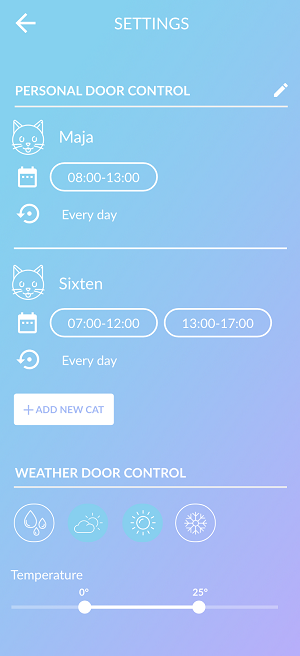 SETTINGS
PERSONAL DOOR CONTROL
Maja
08:00-13:00
Every day
Sixten
07:00-12:00 13:00-17:00
Every day
+ADD NEW CAT
WEATHER DOOR CONTROL
Temperature
0° 25°